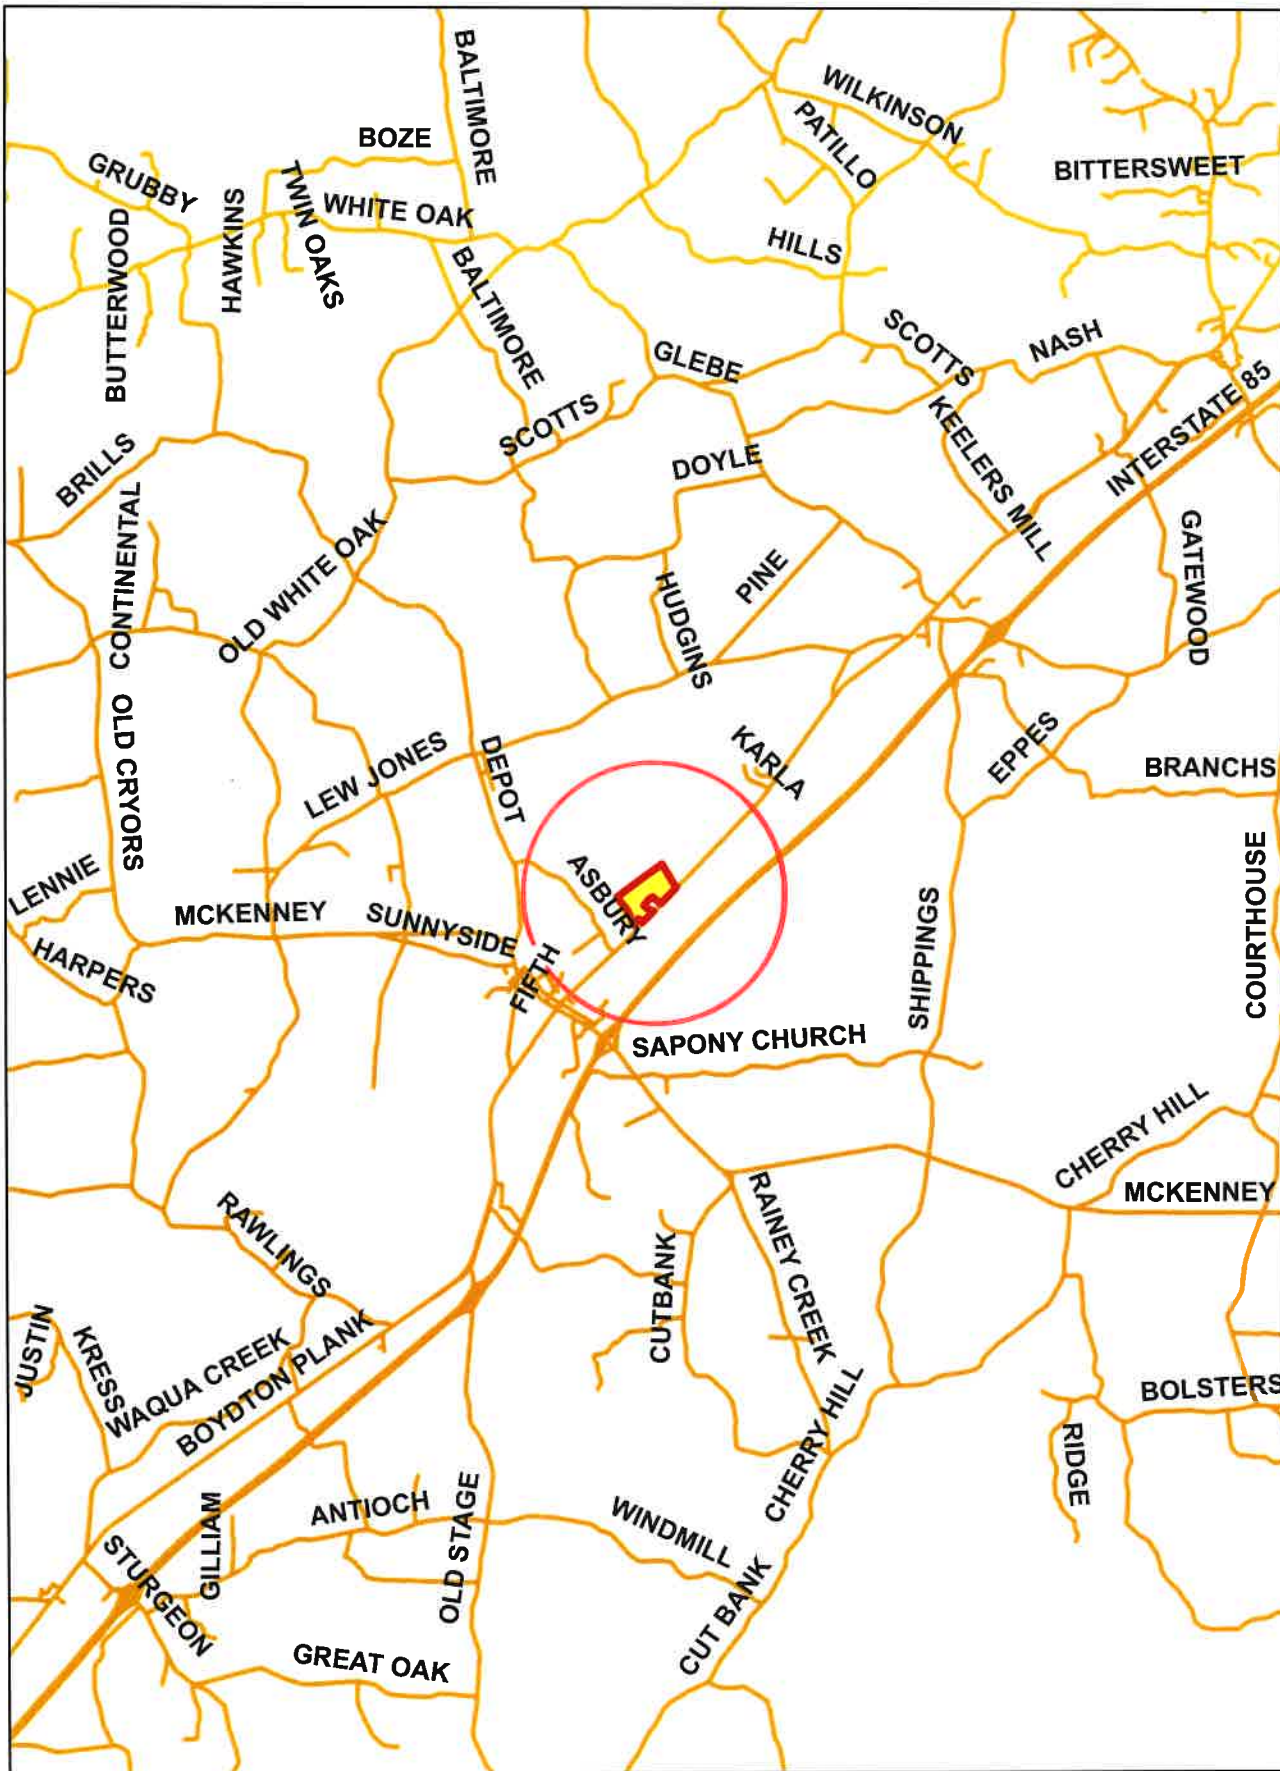 BALTIMORE
WILKINSON
PATILLO
BOZE
GRUBBY
TWIN OAKS
BITTERSWEET
HAWKINS
WHITE OAK
BUTTERWOOD
HILLS
BALTIMORE
SCOTTS
NASH
GLEBE
INTERSTATE 85
KEELERS MILL
SCOTTS
BRILLS
DOYLE
CONTINENTAL
OLD WHITE OAK
GATEWOOD
PINE
HUDGINS
OLD CRYORS
KARLA
EPPES
LEW JONES
DEPOT
BRANCHS
COURTHOUSE
ASBURY
LENNIE
MCKENNEY
SUNNYSIDE
SHIPPINGS
HARPERS
FIFTH
SAPONY CHURCH
CHERRY HILL
MCKENNEY
RAINEY CREEK
RAWLINGS
CUTBANK
JUSTIN
KRESS
WAQUA CREEK
BOYDTON PLANK
CHERRY HILL
BOLSTERS
RIDGE
OLD STAGE
GILLIAM
ANTIOCH
WINDMILL
STURGEON
CUT BANK
GREAT OAK